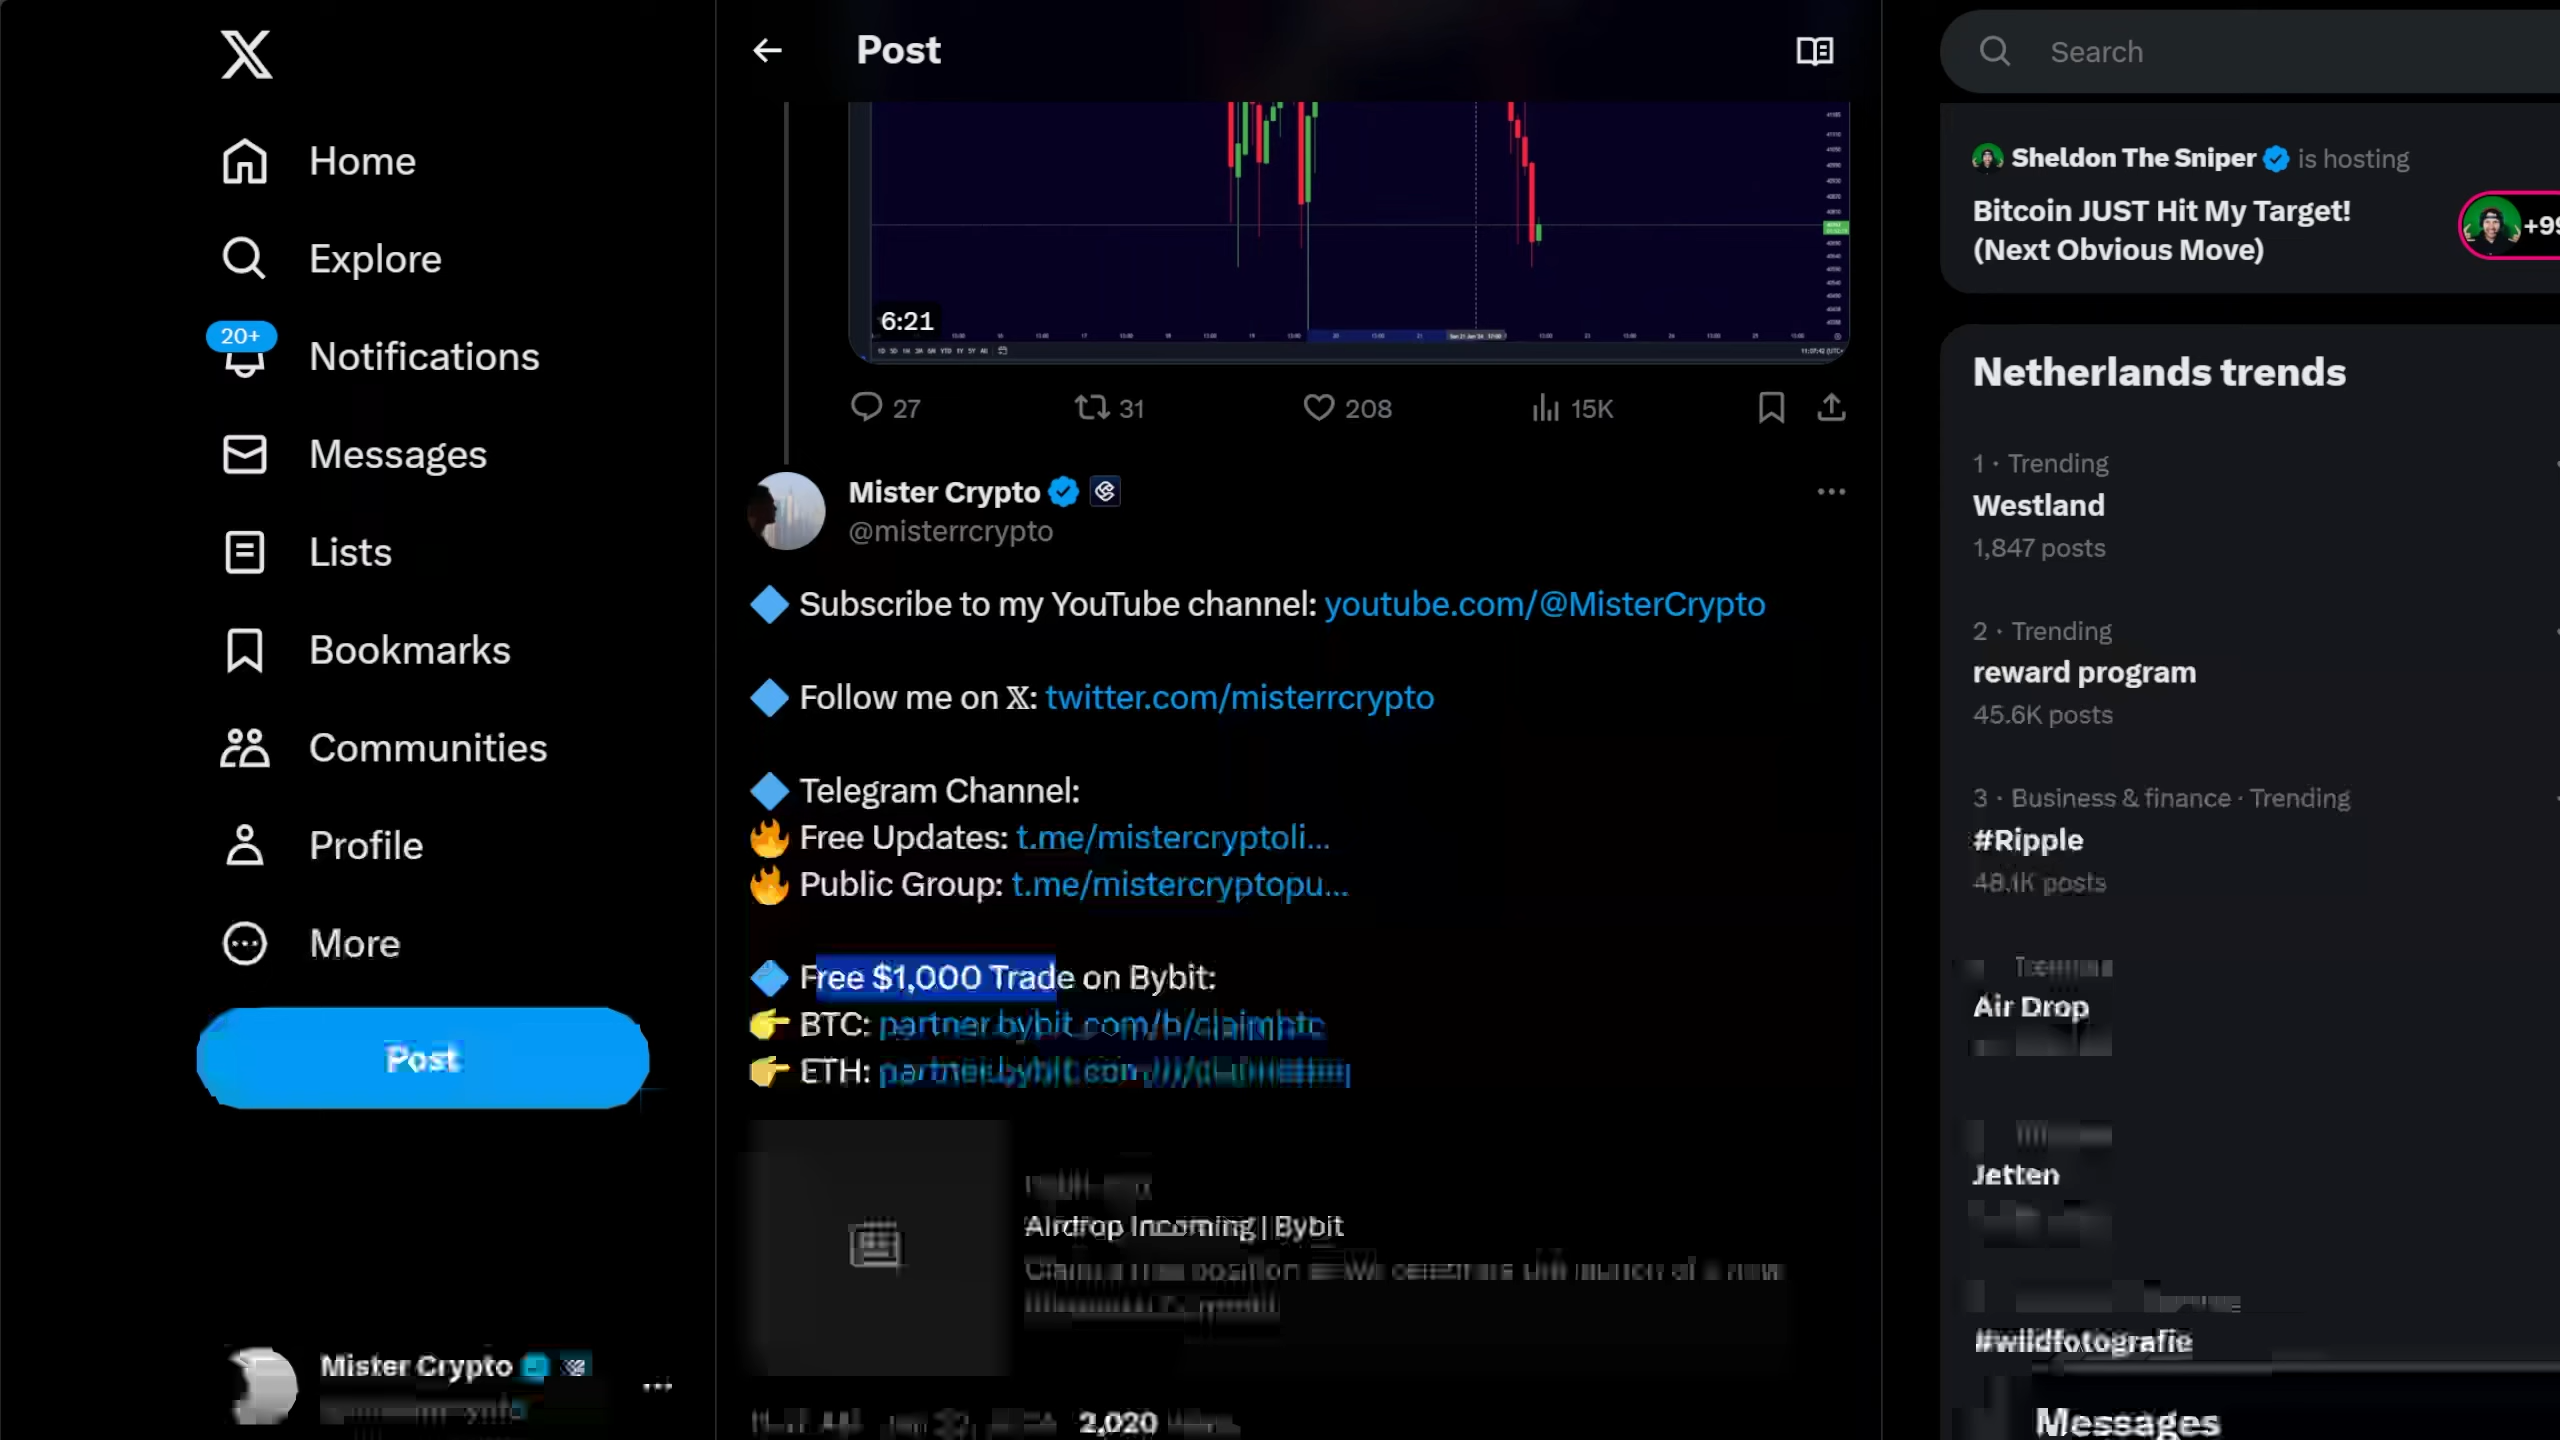 Home
Explore
20+
Notifications
Messages
Lists
Bookmarks
Communities
Profile
More
Post
Mister Crypto
Post
6:21
27
31
208
15K
Mister Crypto
@misterrcrypto
Subscribe to my YouTube channel: youtube.com/@MisterCrypto
Follow me on 𝕏: twitter.com/misterrcrypto
Telegram Channel:
Free Updates: t.me/mistercryptoli...
Public Group: t.me/mistercryptopu...
Free $1,000 Trade on Bybit:
BTC: partner.bybit.com/b/claimbtc
ETH:
Airdrop Incoming | Bybit
2,020
Search
Sheldon The Sniper is hosting
Bitcoin JUST Hit My Target!
(Next Obvious Move)
Netherlands trends
1 · Trending
Westland
1,847 posts
2 · Trending
reward program
45.6K posts
3 · Business & finance · Trending
#Ripple
48.1K posts
Air Drop
Jetten
#wildfotografie
Messages